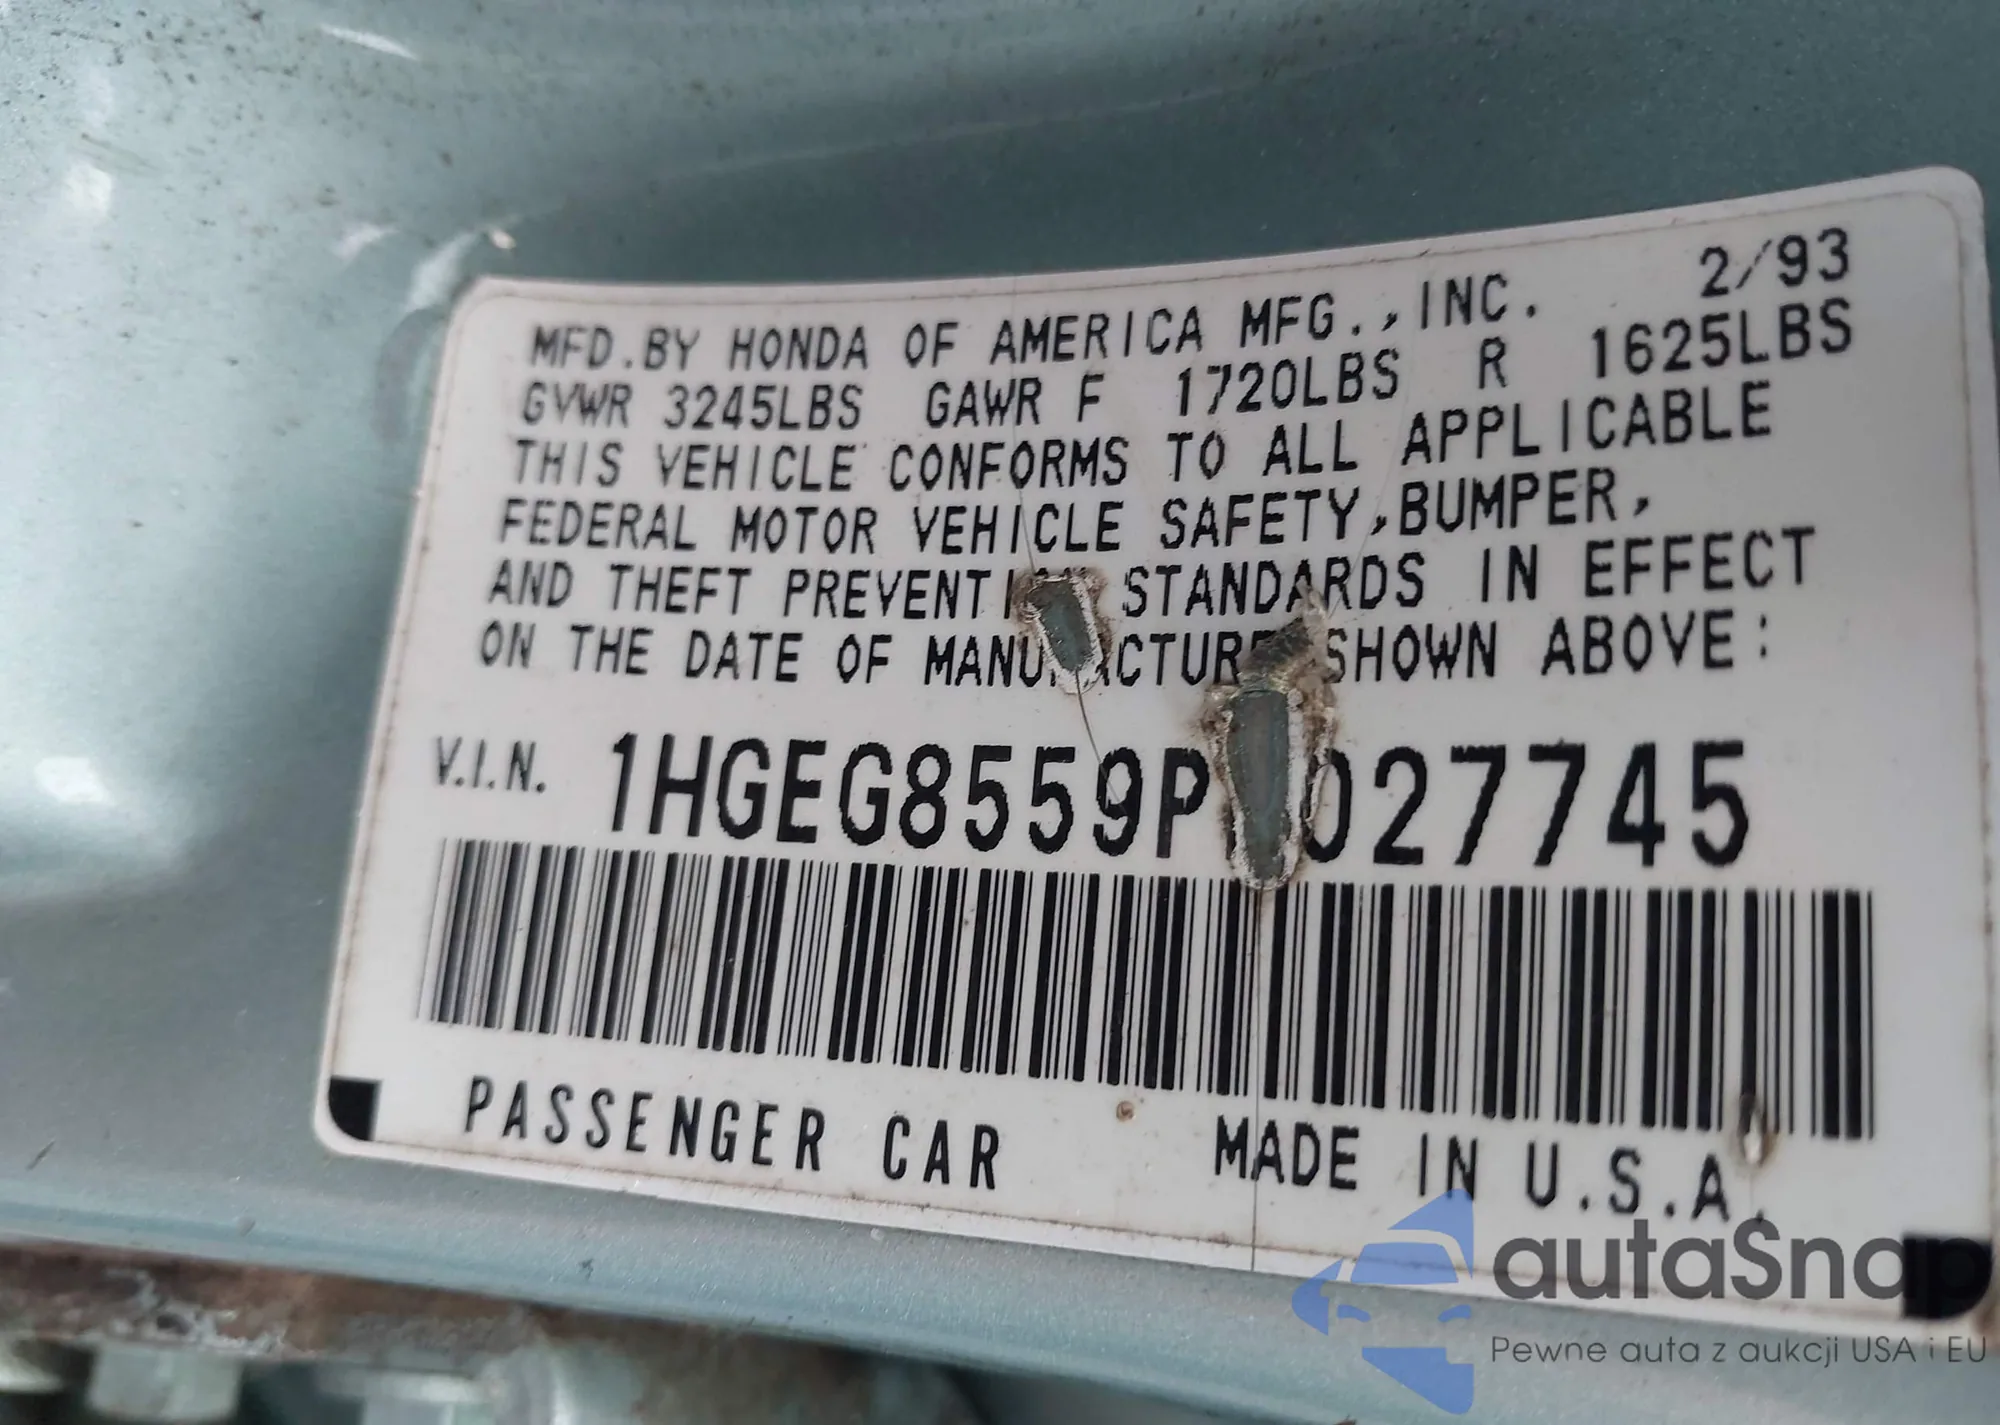 MFD.BY HONDA OF AMERICA MFG.,INC. 2/93
GVWR 3245LBS GAWR F 1720LBS R 1625LBS
THIS VEHICLE CONFORMS TO ALL APPLICABLE
FEDERAL MOTOR VEHICLE SAFETY,BUMPER,
AND THEFT STANDARDS IN EFFECT
ON THE DATE OF SHOWN ABOVE:
V.I.N. 1HGEG8559P 027745
PASSENGER CAR MADE IN U.S.A.
autaSnap
Pewne auta z aukcji USA i EU